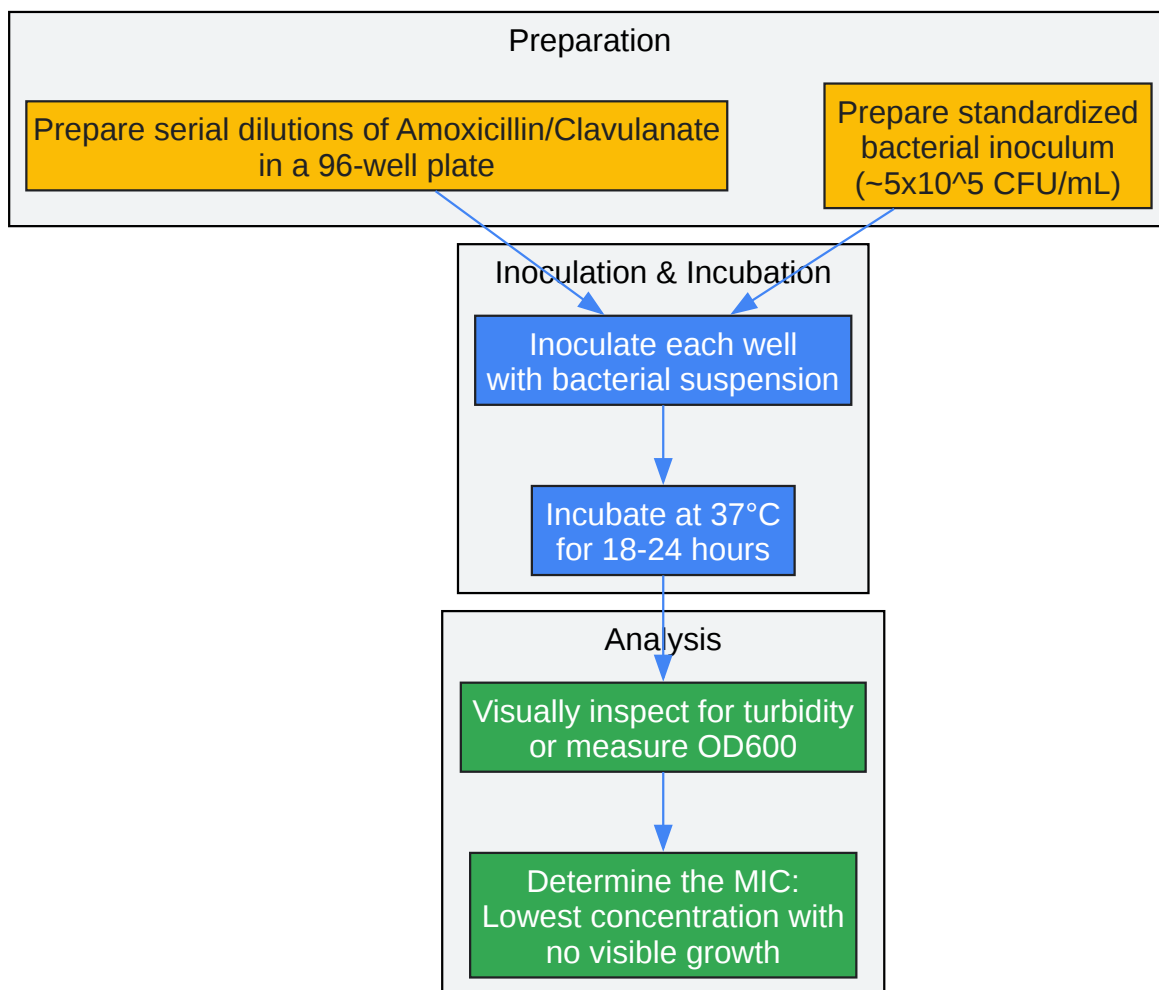 Preparation
Prepare serial dilutions of Amoxicillin/Clavulanate
in a 96-well plate
Prepare standardized
bacterial inoculum
(~5x10^5 CFU/mL)
Inoculation & Incubation
Inoculate each well
with bacterial suspension
Incubate at 37°C
for 18-24 hours
Analysis
Visually inspect for turbidity
or measure OD600
Determine the MIC:
Lowest concentration with
no visible growth